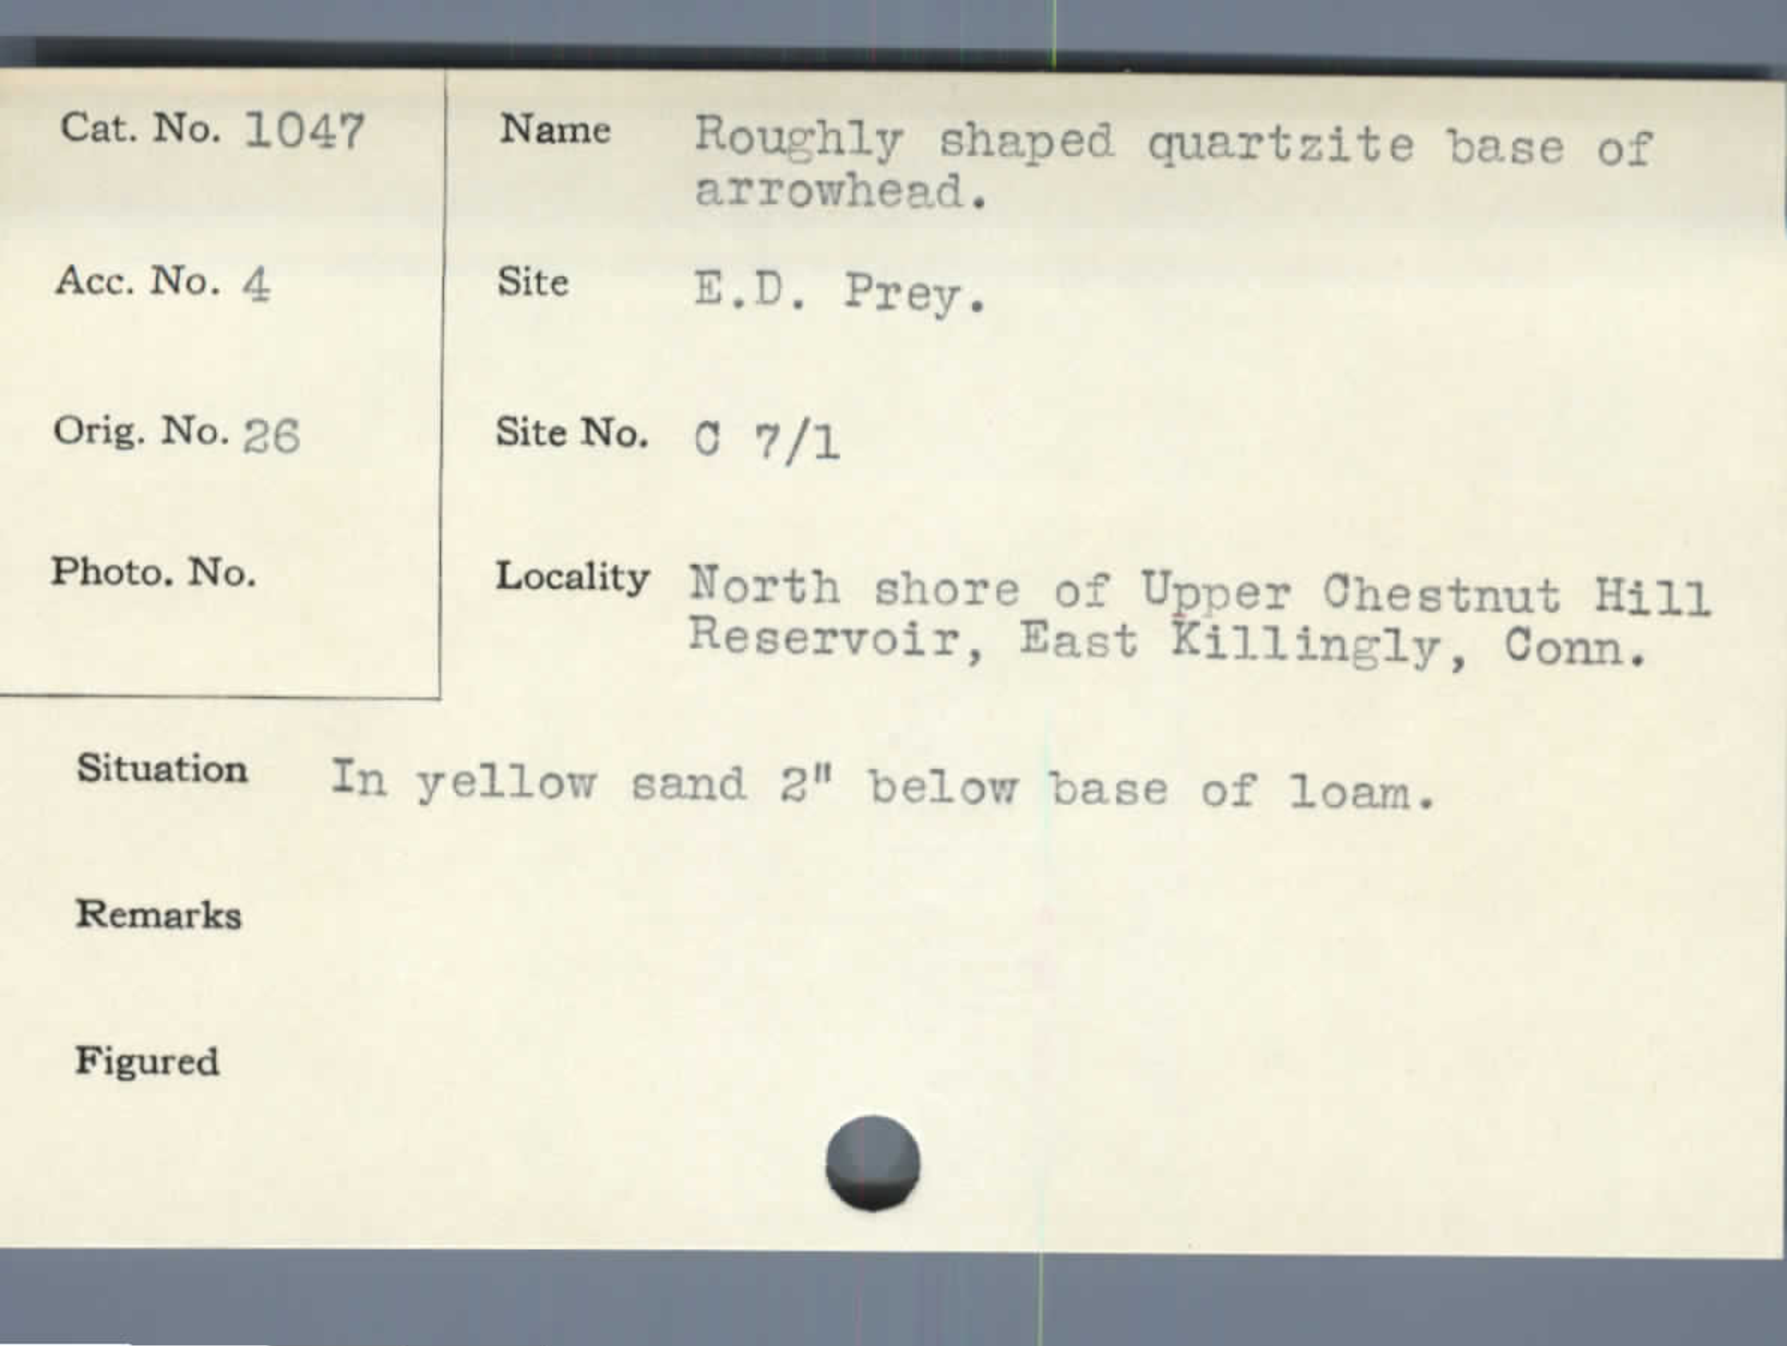 Cat. No. 1047
Name Roughly shaped quartzite base of
arrowhead.
Acc. No. 4
Site E.D. Prey.
Orig. No. 26
Site No. C 7/1
Photo. No.
Locality North shore of Upper Chestnut Hill
Reservoir, East Killingly, Conn.
Situation In yellow sand 2" below base of loam.
Remarks
Figured